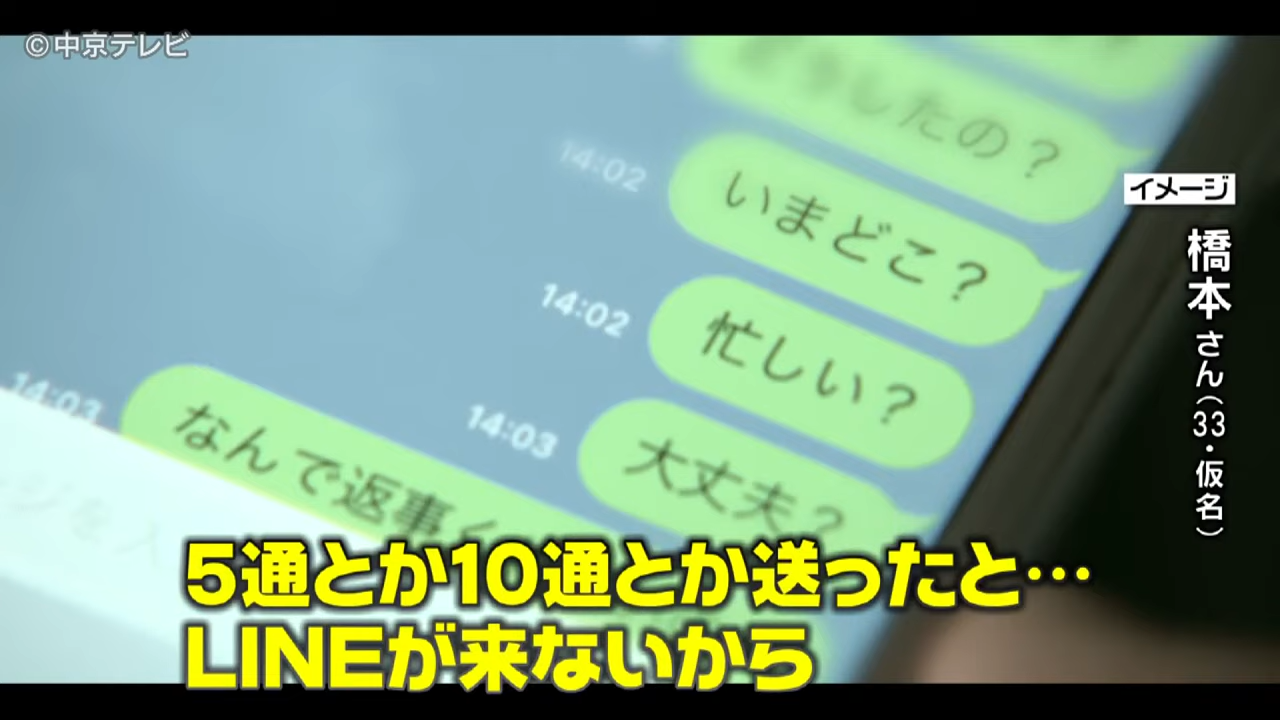 ©中京テレビ
したの？
14:02
いまどこ？
14:02
忙しい？
14:03
大丈夫？
14:03
なんで返事
イメージ
橋本さん(33・仮名)
5通とか10通とか送ったと…
LINEが来ないから